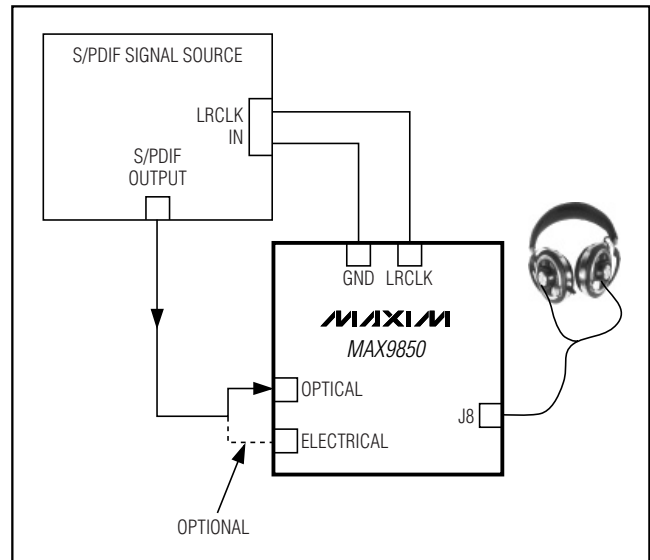 S/PDIF SIGNAL SOURCE
LRCLK
IN
S/PDIF
OUTPUT
GND LRCLK
MAXIM
MAX9850
OPTICAL
J8
ELECTRICAL
OPTIONAL